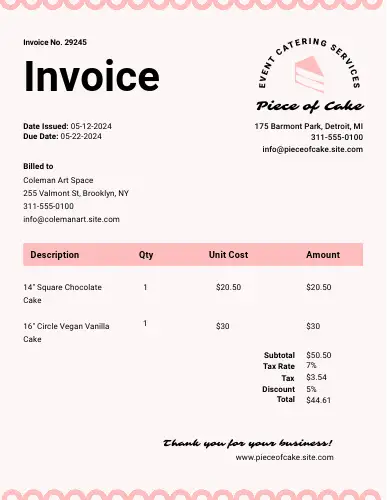 Invoice No. 29245
Invoice
EVENT CATERING SERVICES
Piece of Cake
Date Issued: 05-12-2024
Due Date: 05-22-2024
175 Barmont Park, Detroit, MI
311-555-0100
info@pieceofcake.site.com
Billed to
Coleman Art Space
255 Valmont St, Brooklyn, NY
311-555-0100
info@colemanart.site.com
Description Qty Unit Cost Amount
14" Square Chocolate Cake 1 $20.50 $20.50
16" Circle Vegan Vanilla Cake 1 $30 $30
Subtotal $50.50
Tax Rate 7%
Tax $3.54
Discount 5%
Total $44.61
Thank you for your business!
www.pieceofcake.site.com